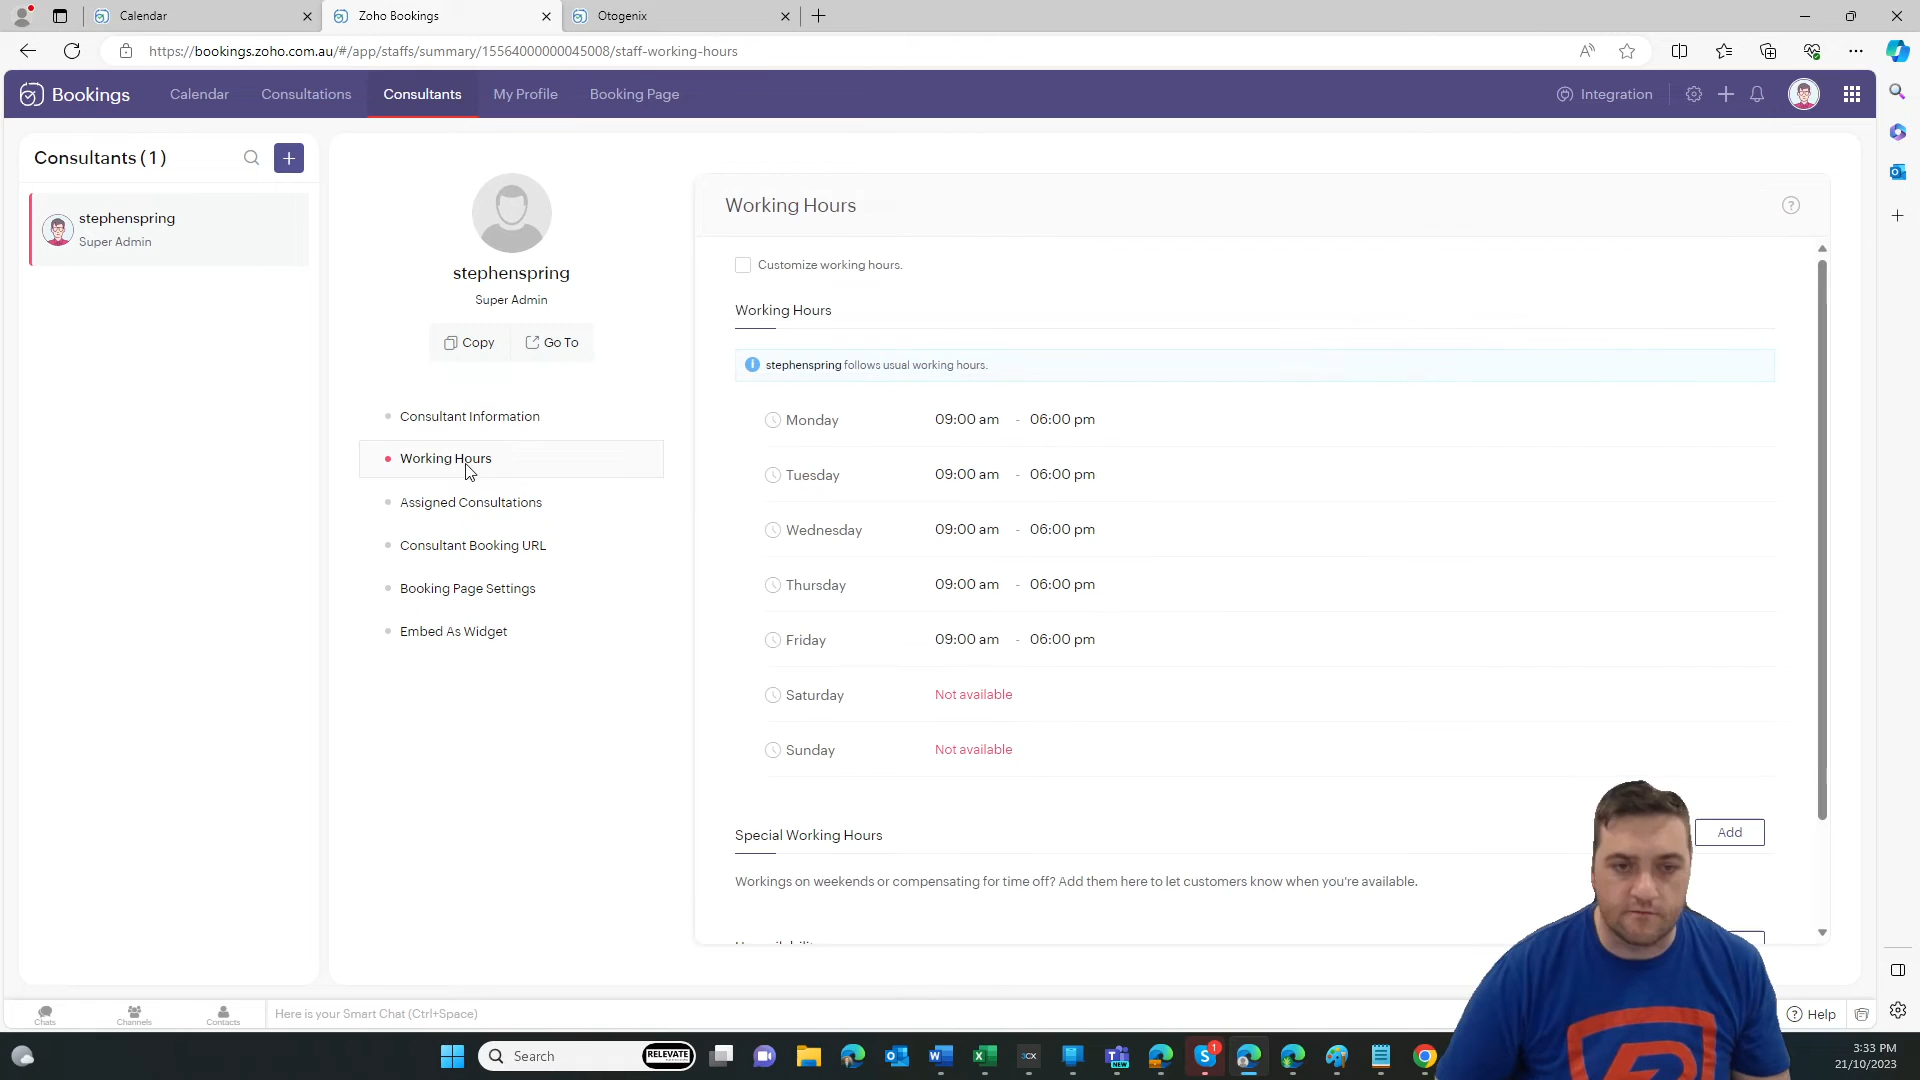 Calendar
Zoho Bookings
Otogenix
https://bookings.zoho.com.au/#/app/staffs/summary/15564000000045008/staff-working-hours
Bookings
Calendar
Consultations
Consultants
My Profile
Booking Page
Integration
Consultants (1)
stephenspring
Super Admin
stephenspring
Super Admin
Copy
Go To
Consultant Information
Working Hours
Assigned Consultations
Consultant Booking URL
Booking Page Settings
Embed As Widget
Working Hours
Customize working hours.
Working Hours
stephenspring follows usual working hours.
Monday 09:00 am - 06:00 pm
Tuesday 09:00 am - 06:00 pm
Wednesday 09:00 am - 06:00 pm
Thursday 09:00 am - 06:00 pm
Friday 09:00 am - 06:00 pm
Saturday Not available
Sunday Not available
Special Working Hours
Add
Workings on weekends or compensating for time off? Add them here to let customers know when you're available.
Chats
Channels
Contacts
Here is your Smart Chat (Ctrl+Space)
Help
Search
RELEVATE
3CX
NEW
1
3:33 PM
21/10/2023